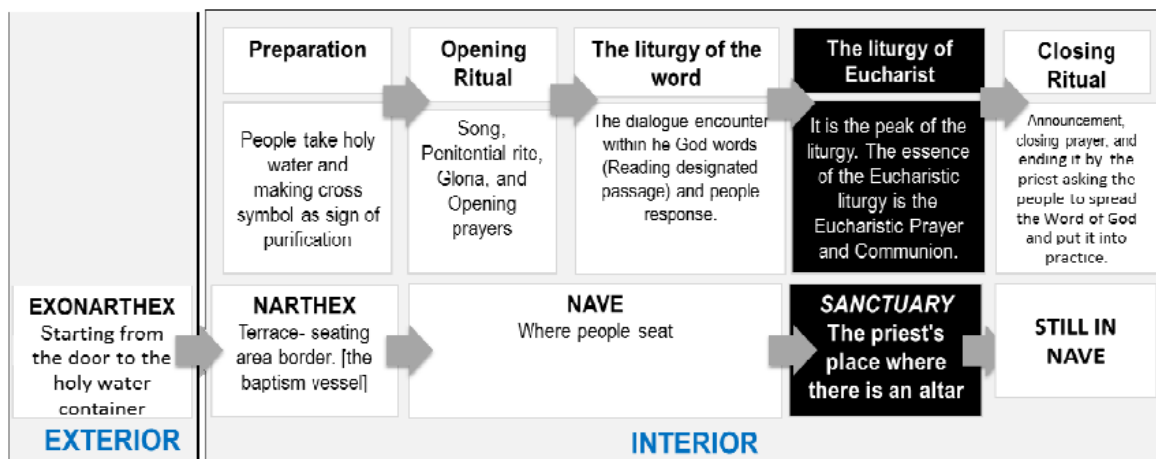 Preparation
Opening
Ritual
The liturgy of the
word
The liturgy of
Eucharist
Closing
Ritual
People take holy
water and
making cross
symbol as sign of
purification
Song,
Penitential rite,
Gloria, and
Opening
prayers
The dialogue encounter
within he God words
(Reading designated
passage) and people
response.
It is the peak of the
liturgy. The essence
of the Eucharistic
liturgy is the
Eucharistic Prayer
and Communion.
Announcement,
closing prayer, and
ending it by the
priest asking the
people to spread
the Word of God
and put it into
practice.
EXONARTHEX
Starting from
the door to the
holy water
container
NARTHEX
Terrace- seating
area border. [the
baptism vessel]
NAVE
Where people seat
SANCTUARY
The priest's
place where
there is an altar
STILL IN
NAVE
EXTERIOR
INTERIOR